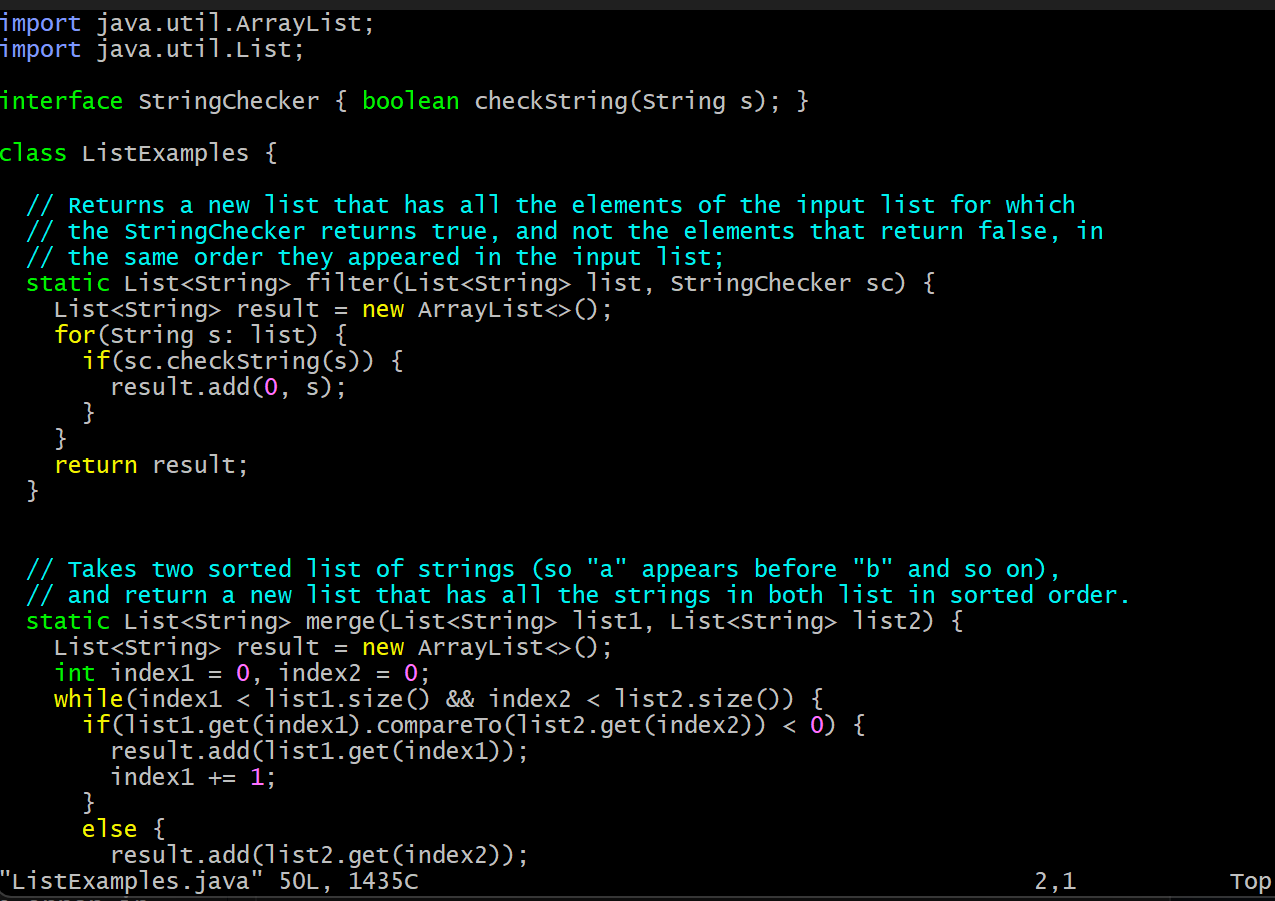 import java.util.ArrayList;
import java.util.List;

interface StringChecker { boolean checkString(String s); }

class ListExamples {

  // Returns a new list that has all the elements of the input list for which
  // the StringChecker returns true, and not the elements that return false, in
  // the same order they appeared in the input list;
  static List<String> filter(List<String> list, StringChecker sc) {
    List<String> result = new ArrayList<>();
    for(String s: list) {
      if(sc.checkString(s)) {
        result.add(0, s);
      }
    }
    return result;
  }


  // Takes two sorted list of strings (so "a" appears before "b" and so on),
  // and return a new list that has all the strings in both list in sorted order.
  static List<String> merge(List<String> list1, List<String> list2) {
    List<String> result = new ArrayList<>();
    int index1 = 0, index2 = 0;
    while(index1 < list1.size() && index2 < list2.size()) {
      if(list1.get(index1).compareTo(list2.get(index2)) < 0) {
        result.add(list1.get(index1));
        index1 += 1;
      }
      else {
        result.add(list2.get(index2));
"ListExamples.java" 50L, 1435C 2,1 Top